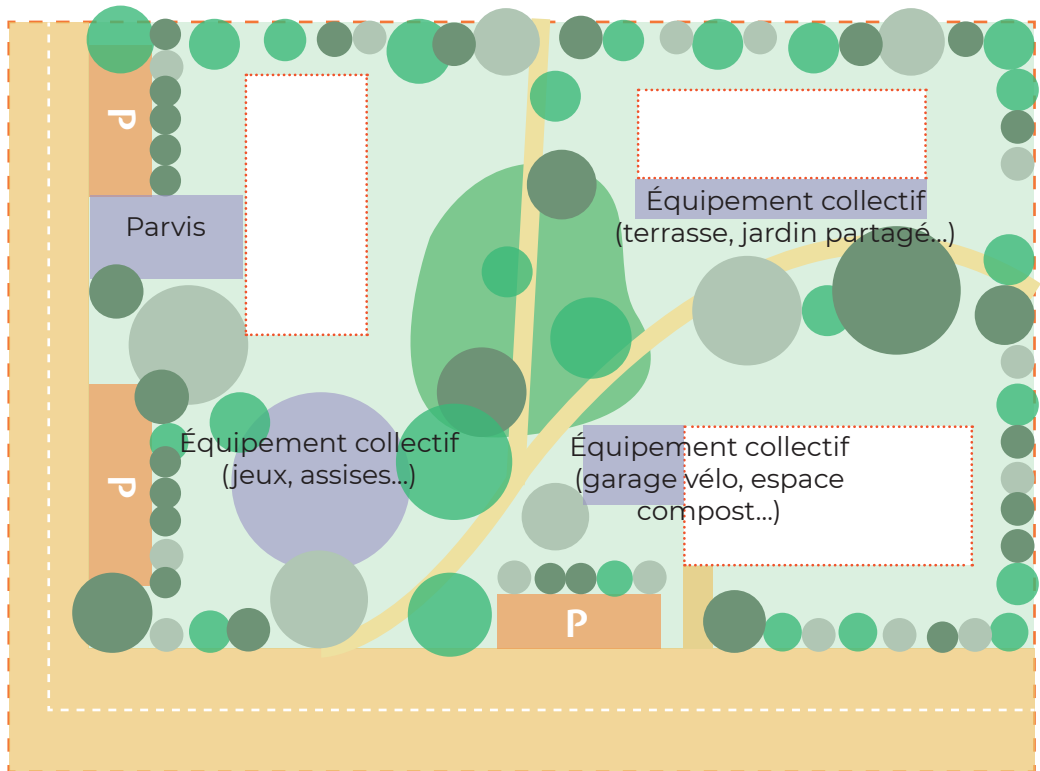 P
Parvis
Équipement collectif
(terrasse, jardin partagé...)
Équipement collectif
(jeux, assises...)
Équipement collectif
(garage vélo, espace
compost...)
P
P